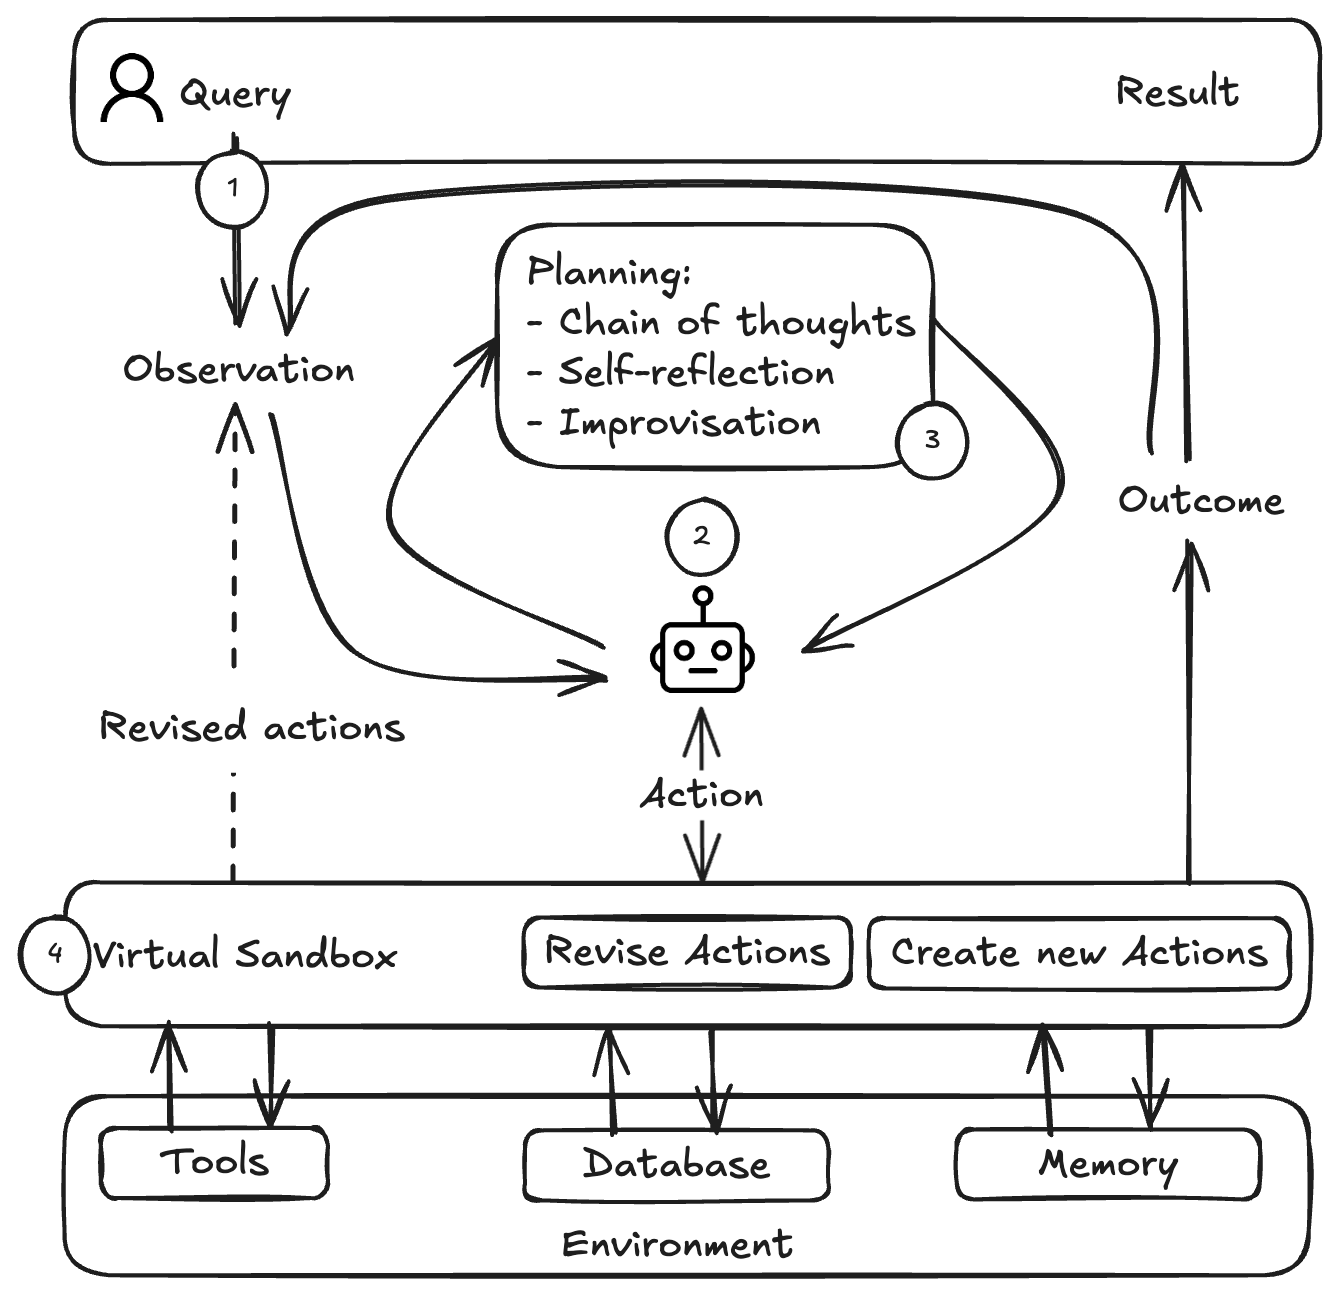 Query
Result
1
Planning:
- Chain of thoughts
- Self-reflection
- Improvisation
Observation
3
Outcome
2
Revised actions
Action
4
Virtual Sandbox
Revise Actions
Create new Actions
Tools
Database
Memory
Environment